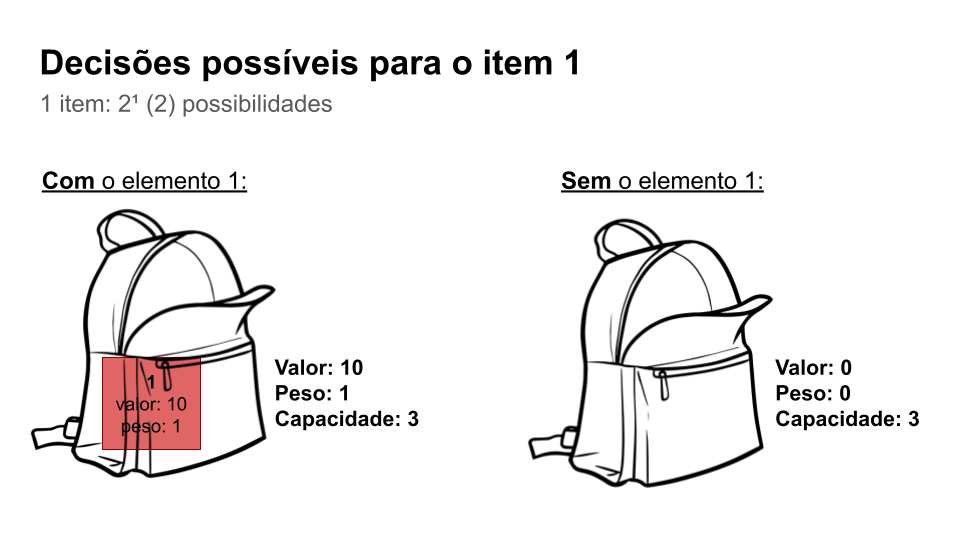 Decisões possíveis para o item 1
1 item: 2¹ (2) possibilidades
Com o elemento 1:
1
valor: 10
peso: 1
Valor: 10
Peso: 1
Capacidade: 3
Sem o elemento 1:
Valor: 0
Peso: 0
Capacidade: 3